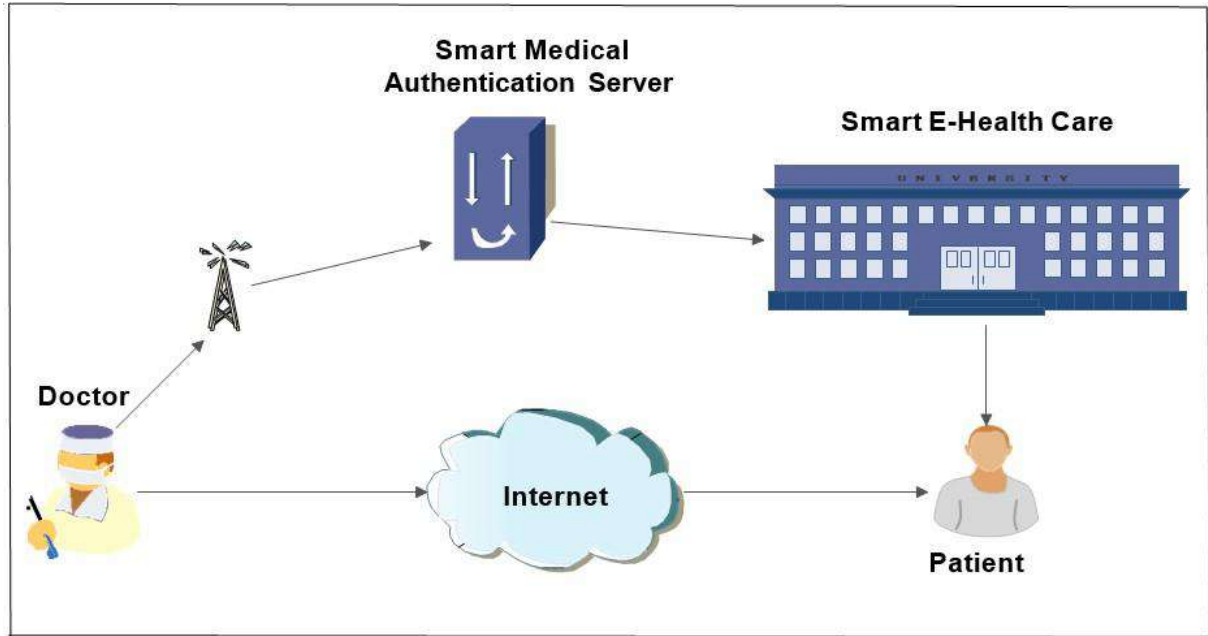 Smart Medical
Authentication Server
Smart E-Health Care
UNIVERSITY
Doctor
Internet
Patient